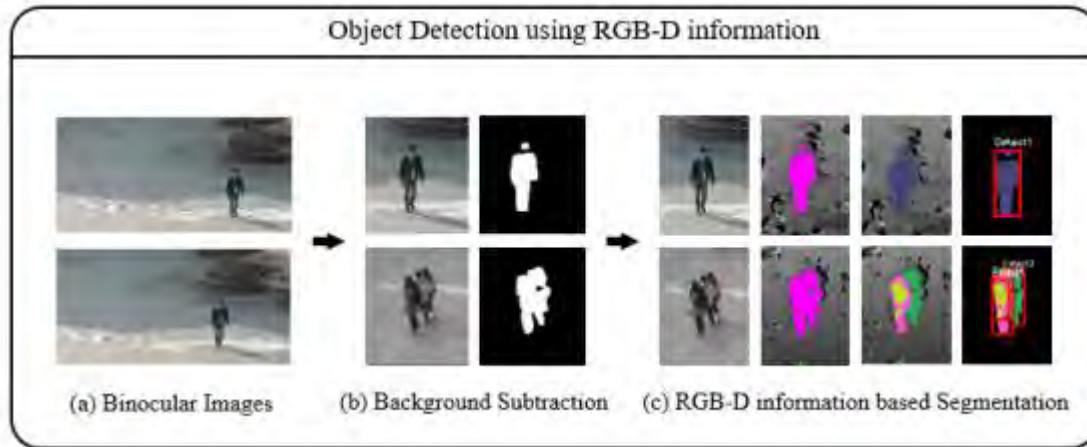 Object Detection using RGB-D information
(a) Binocular Images
(b) Background Subtraction
(c) RGB-D information based Segmentation